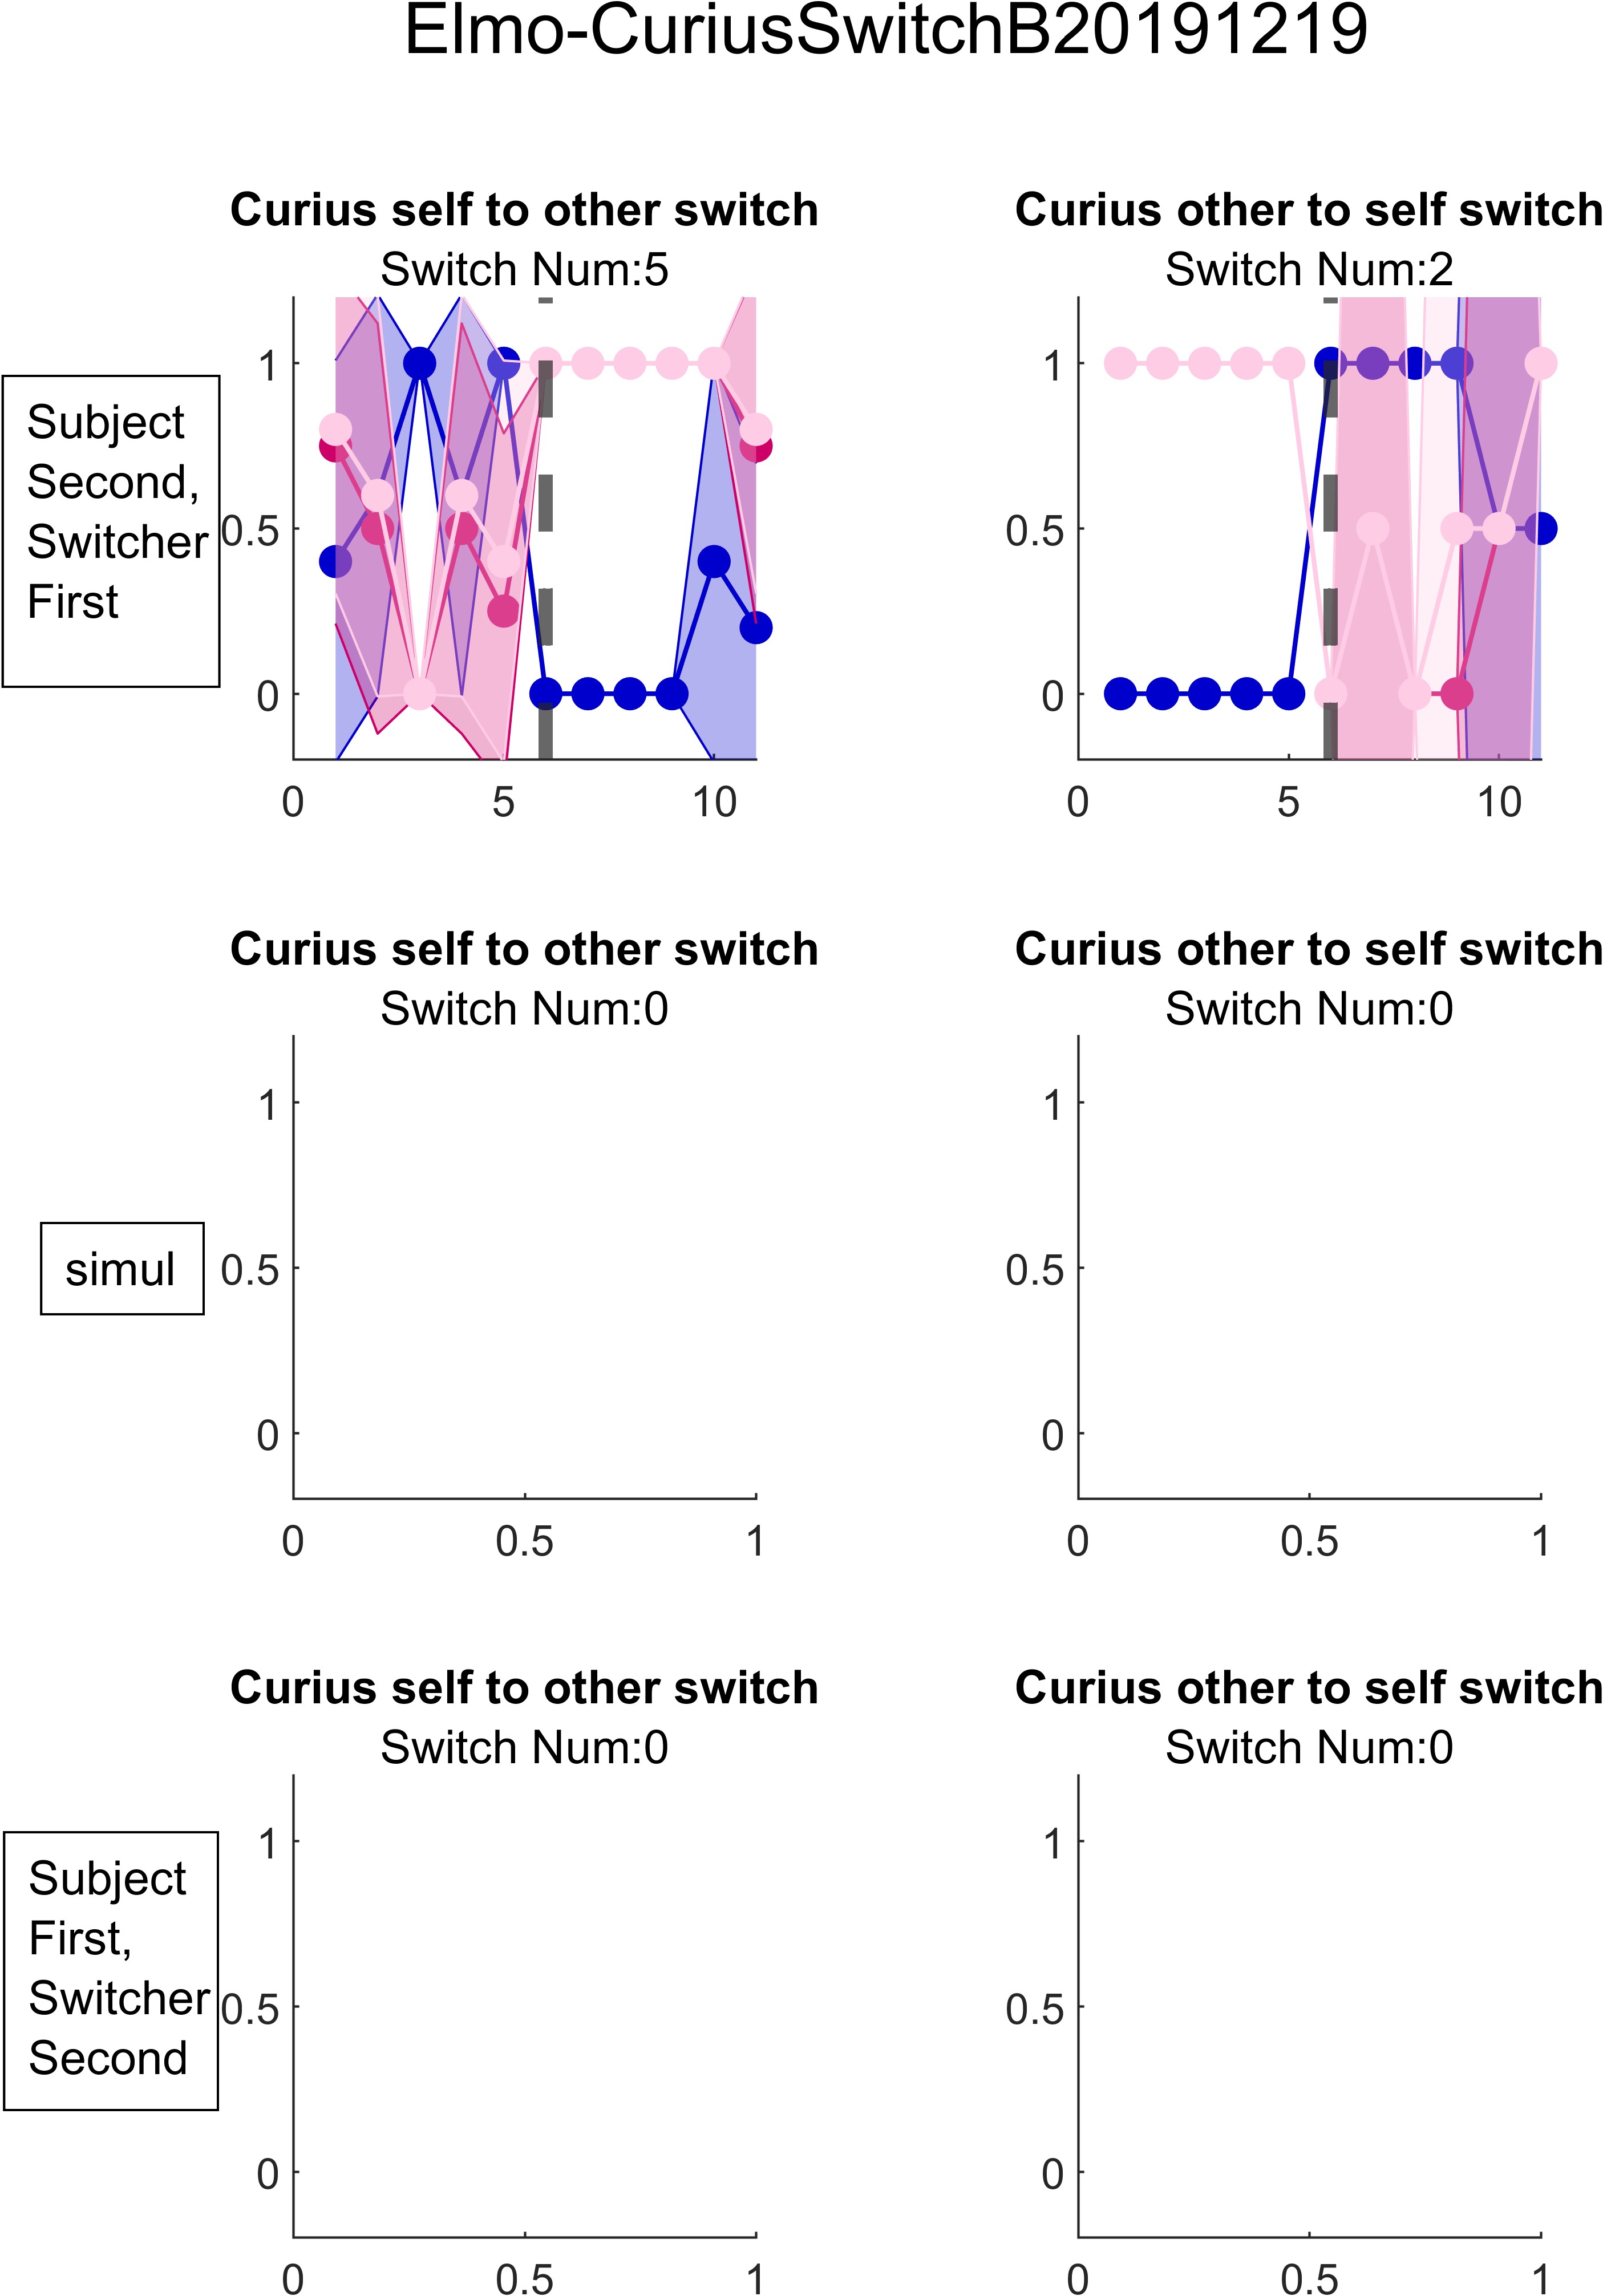 Elmo-CuriusSwitchB20191219
Curius self to other switch
Switch Num:5
Curius other to self switch
Switch Num:2
Subject
Second,
Switcher
First
1
0.5
0
0
5
10
1
0.5
0
0
5
10
Curius self to other switch
Switch Num:0
Curius other to self switch
Switch Num:0
simul
1
0.5
0
0
0.5
1
1
0.5
0
0
0.5
1
Curius self to other switch
Switch Num:0
Curius other to self switch
Switch Num:0
Subject
First,
Switcher
Second
1
0.5
0
0
0.5
1
1
0.5
0
0
0.5
1